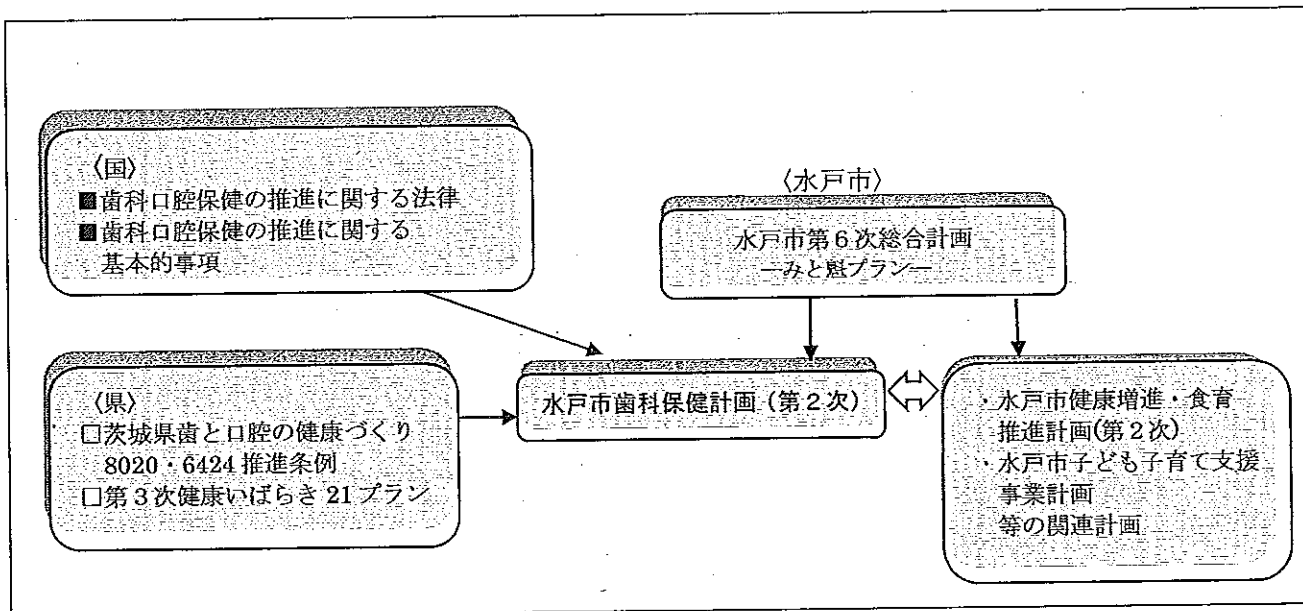 〈国〉
■歯科口腔保健の推進に関する法律
■歯科口腔保健の推進に関する
基本的事項
〈水戸市〉
水戸市第6次総合計画
―みと魁プラン―
〈県〉
□茨城県歯と口腔の健康づくり
8020・6424推進条例
□第3次健康いばらき21プラン
水戸市歯科保健計画（第2次）
・水戸市健康増進・食育
推進計画(第2次)
・水戸市子ども子育て支援
事業計画
等の関連計画